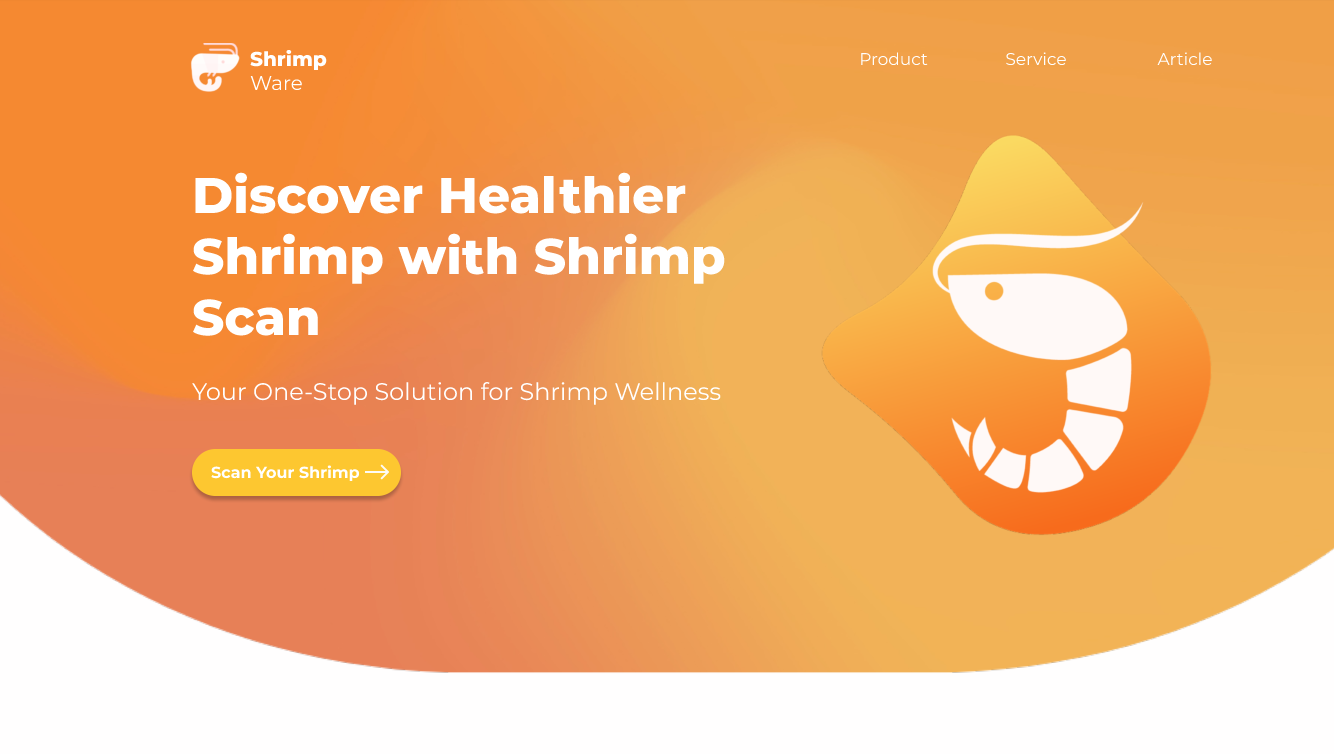 Shrimp
Ware
Product
Service
Article
Discover Healthier
Shrimp with Shrimp
Scan
Your One-Stop Solution for Shrimp Wellness
Scan Your Shrimp